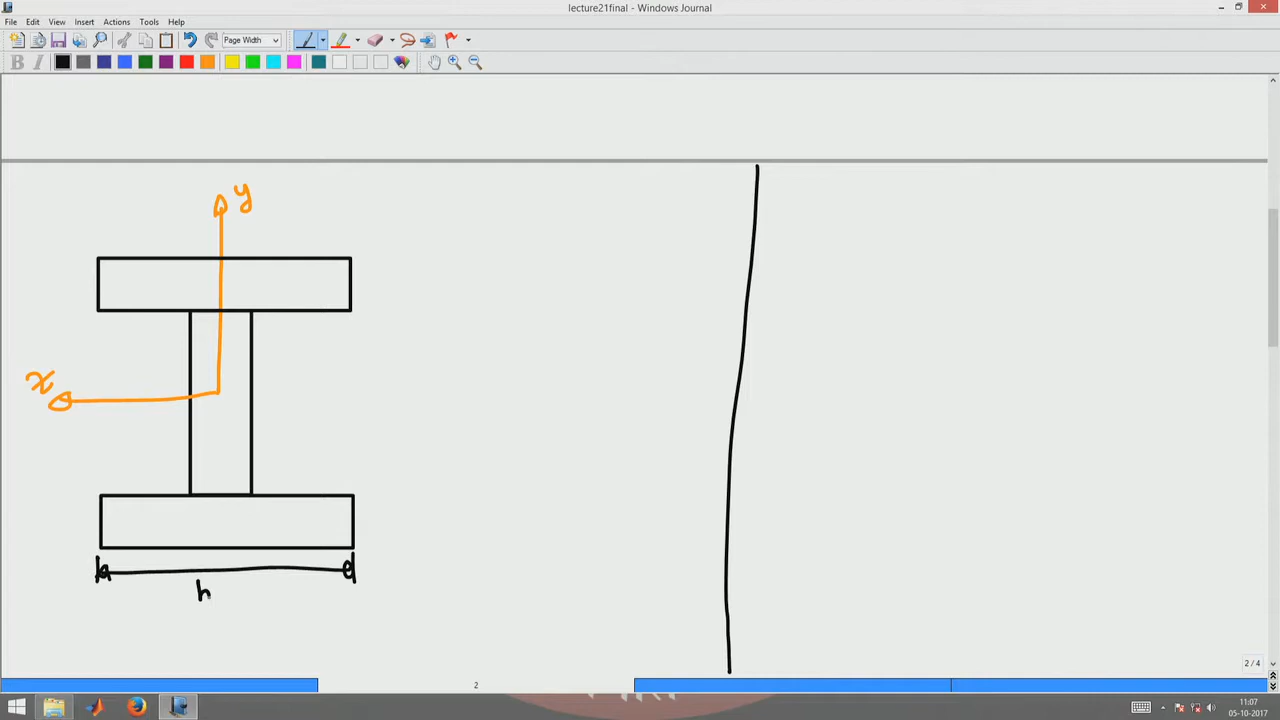 lecture21final - Windows Journal
File Edit View Insert Actions Tools Help
Page Width
B I
y
x
h
2 / 4
2
11:07
05-10-2017